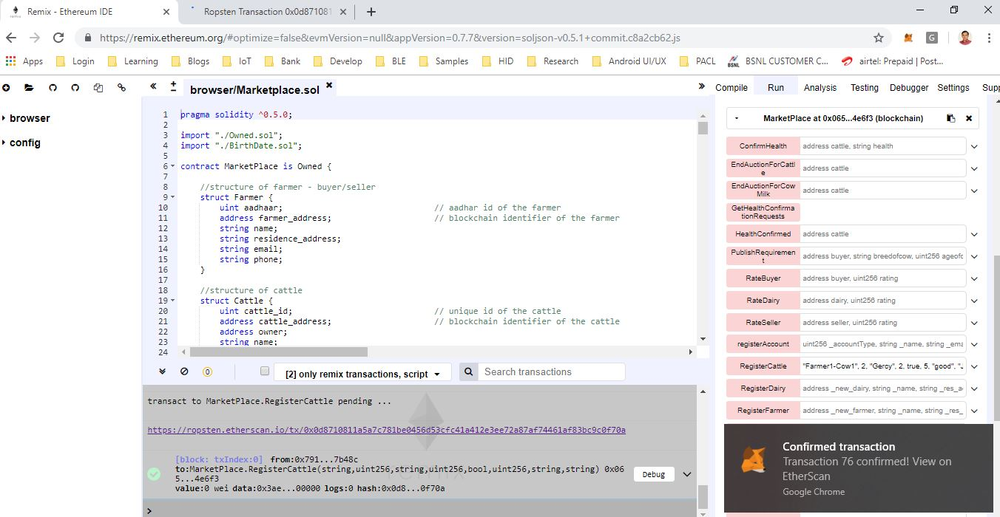 Remix - Ethereum IDE
Ropsten Transaction 0x0d871081
https://remix.ethereum.org/#optimize=false&evmVersion=null&appVersion=0.7.7&version=soljson-v0.5.1+commit.c8a2cb62.js
G
Apps Login Learning Blogs IoT Bank Develop BLE Samples HID Research Android UI/UX PACL BSNL CUSTOMER C... airtel: Prepaid | Post...
browser/Marketplace.sol
Compile Run Analysis Testing Debugger Settings Supp
browser
config
1 pragma solidity ^0.5.0;
2
3 import "./Owned.sol";
4 import "./BirthDate.sol";
5
6 contract MarketPlace is Owned {
7
8 //structure of farmer - buyer/seller
9 struct Farmer {
10 uint aadhaar; // aadhar id of the farmer
11 address farmer_address; // blockchain identifier of the farmer
12 string name;
13 string residence_address;
14 string email;
15 string phone;
16 }
17
18 //structure of cattle
19 struct Cattle {
20 uint cattle_id; // unique id of the cattle
21 address cattle_address; // blockchain identifier of the cattle
22 address owner;
23 string name;
24
0
[2] only remix transactions, script
Search transactions
transact to MarketPlace.RegisterCattle pending ...
https://ropsten.etherscan.io/tx/0x0d8710811a5a7c781be0456d53cfc41a412e3ee72a87af74461af83bc9c0f70a
[block: txIndex:0] from:0x791...7b48c
to:MarketPlace.RegisterCattle(string,uint256,string,uint256,bool,uint256,string,string) 0x06
5...4e6f3
value:0 wei data:0x3ae...00000 logs:0 hash:0x0d8...0f70a
Debug
>
MarketPlace at 0x065...4e6f3 (blockchain)
ConfirmHealth address cattle, string health
EndAuctionForCattl
e address cattle
EndAuctionForCow
Milk address cattle
GetHealthConfirma
tionRequests
HealthConfirmed address cattle
PublishRequiremen
t address buyer, string breedofcow, uint256 ageofc
RateBuyer address buyer, uint256 rating
RateDairy address dairy, uint256 rating
RateSeller address seller, uint256 rating
registerAccount uint256 _accountType, string _name, string _ema
RegisterCattle "Farmer1-Cow1", 2, "Gercy", 2, true, 5, "good", "J
RegisterDairy address _new_dairy, string _name, string _res_a
RegisterFarmer address _new_farmer, string _name, string _res_
Confirmed transaction
Transaction 76 confirmed! View on
EtherScan
Google Chrome